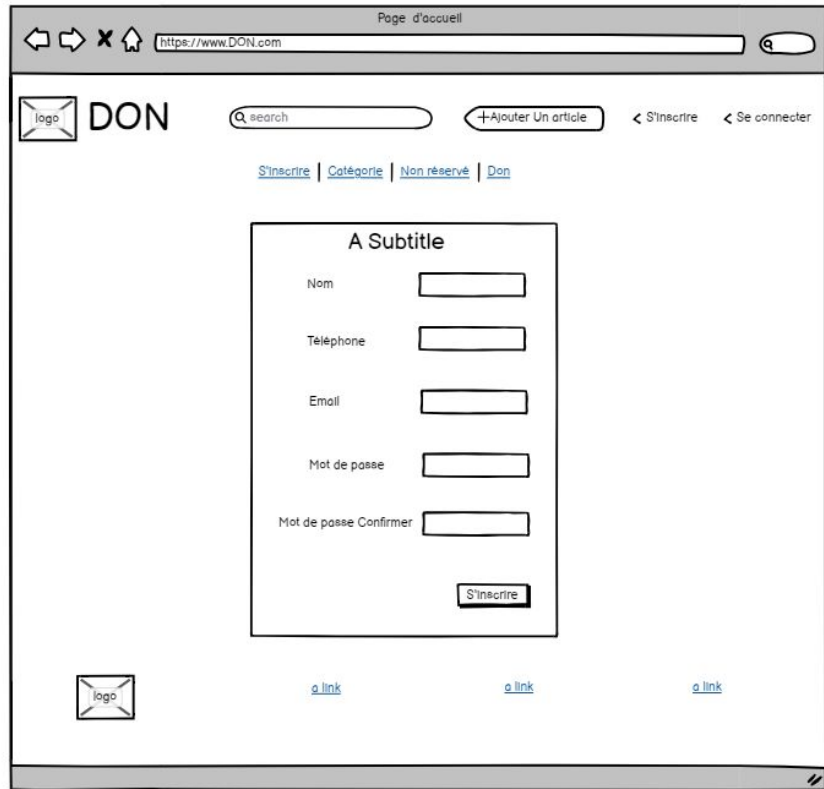 Page d'accueil
https://www.DON.com
logo DON search +Ajouter Un article < S'inscrire < Se connecter
S'inscrire | Catégorie | Non réservé | Don
A Subtitle
Nom
Téléphone
Email
Mot de passe
Mot de passe Confirmer
S'inscrire
logo a link a link a link